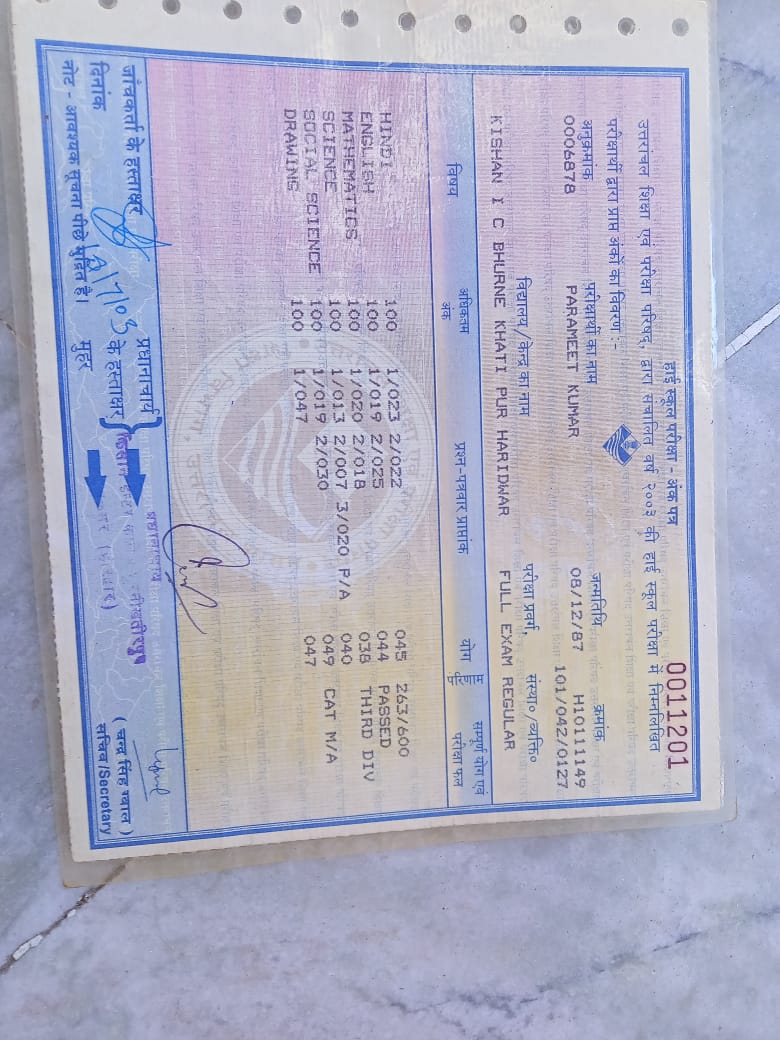 0011201
हाई स्कूल परीक्षा - अंक पत्र
उत्तरांचल शिक्षा एवं परीक्षा परिषद्, द्वारा संचालित वर्ष २००३ की हाई स्कूल परीक्षा में निम्नलिखित
परीक्षार्थी द्वारा प्राप्त अंकों का विवरण :-
अनुक्रमांक परीक्षार्थी का नाम जन्मतिथि क्रमांक
0006878 PARAMEET KUMAR 08/12/87 H10111149
101/042/0127
विद्यालय/केन्द्र का नाम परीक्षा प्रवर्ग, संस्था०/व्यक्ति०
KISHAN I C BHURNE KHATI PUR HARIDWAR FULL EXAM REGULAR
विषय अधिकतम अंक प्रश्न-पत्रवार प्राप्तांक योग सम्पूर्ण योग एवं परीक्षा फल
HINDI 100 1/023 2/022 045 263/600
ENGLISH 100 1/019 2/025 044 PASSED
MATHEMATICS 100 1/020 2/018 038 THIRD DIV
SCIENCE 100 1/013 2/007 3/020 P/A 040
SOCIAL SCIENCE 100 1/019 2/030 049 CAT M/A
DRAWING 100 1/047 047
जांचकर्ता के हस्ताक्षर प्रधानाचार्य के हस्ताक्षर
दिनांक मुहर
नोट - आवश्यक सूचना पीछे मुद्रित है।
(चन्द्र सिंह ग्वाल)
सचिव/Secretary